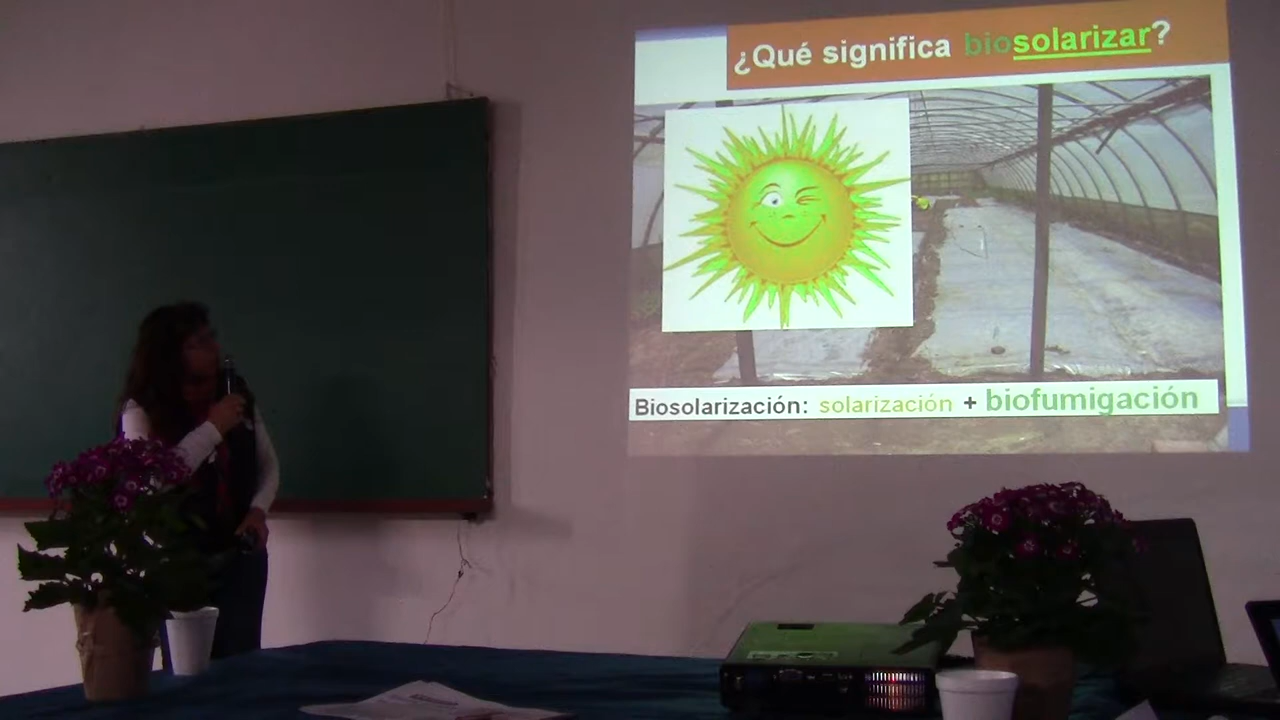 ¿Qué significa biosolarizar?
Biosolarización: solarización + biofumigación